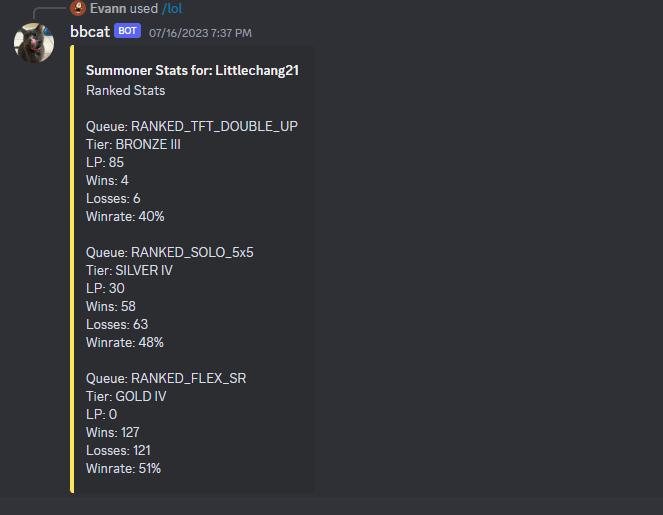 Evann used /lol
bbcat BOT 07/16/2023 7:37 PM
Summoner Stats for: Littlechang21
Ranked Stats
Queue: RANKED_TFT_DOUBLE_UP
Tier: BRONZE III
LP: 85
Wins: 4
Losses: 6
Winrate: 40%
Queue: RANKED_SOLO_5x5
Tier: SILVER IV
LP: 30
Wins: 58
Losses: 63
Winrate: 48%
Queue: RANKED_FLEX_SR
Tier: GOLD IV
LP: 0
Wins: 127
Losses: 121
Winrate: 51%